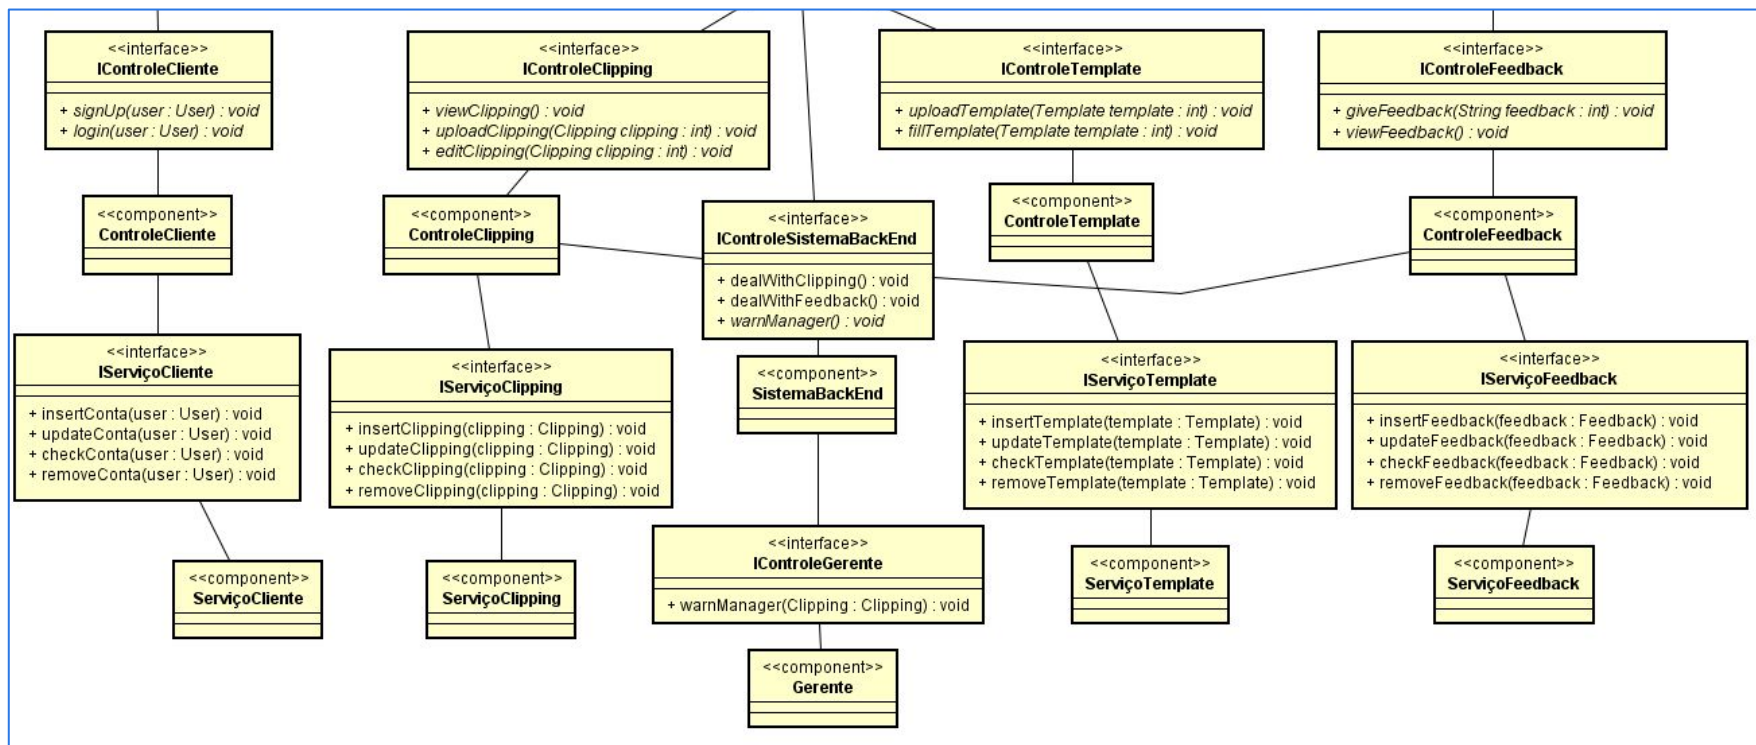 <<interface>>
IControleCliente
+ signUp(user : User) : void
+ login(user : User) : void
<<interface>>
IControleClipping
+ viewClipping() : void
+ uploadClipping(Clipping clipping : int) : void
+ editClipping(Clipping clipping : int) : void
<<interface>>
IControleTemplate
+ uploadTemplate(Template template : int) : void
+ fillTemplate(Template template : int) : void
<<interface>>
IControleFeedback
+ giveFeedback(String feedback : int) : void
+ viewFeedback() : void
<<component>>
ControleCliente
<<component>>
ControleClipping
<<interface>>
IControleSistemaBackEnd
+ dealWithClipping() : void
+ dealWithFeedback() : void
+ warnManager() : void
<<component>>
ControleTemplate
<<component>>
ControleFeedback
<<interface>>
IServiçoCliente
+ insertConta(user : User) : void
+ updateConta(user : User) : void
+ checkConta(user : User) : void
+ removeConta(user : User) : void
<<interface>>
IServiçoClipping
+ insertClipping(clipping : Clipping) : void
+ updateClipping(clipping : Clipping) : void
+ checkClipping(clipping : Clipping) : void
+ removeClipping(clipping : Clipping) : void
<<component>>
SistemaBackEnd
<<interface>>
IServiçoTemplate
+ insertTemplate(template : Template) : void
+ updateTemplate(template : Template) : void
+ checkTemplate(template : Template) : void
+ removeTemplate(template : Template) : void
<<interface>>
IServiçoFeedback
+ insertFeedback(feedback : Feedback) : void
+ updateFeedback(feedback : Feedback) : void
+ checkFeedback(feedback : Feedback) : void
+ removeFeedback(feedback : Feedback) : void
<<component>>
ServiçoCliente
<<component>>
ServiçoClipping
<<interface>>
IControleGerente
+ warnManager(Clipping : Clipping) : void
<<component>>
ServiçoTemplate
<<component>>
ServiçoFeedback
<<component>>
Gerente